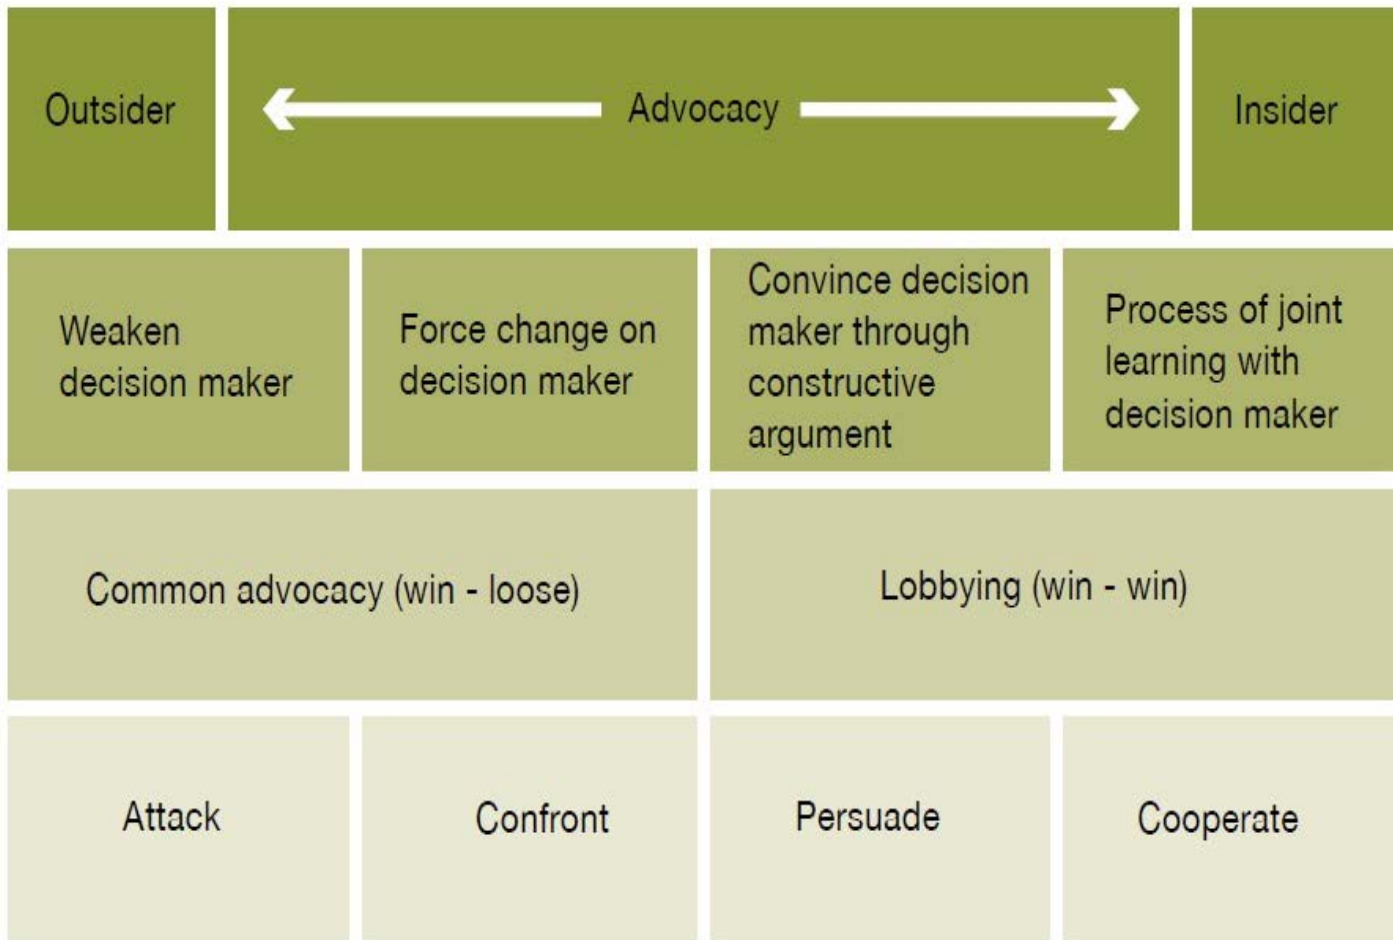 Outsider
Advocacy
Insider
Weaken
decision maker
Force change on
decision maker
Convince decision
maker through
constructive
argument
Process of joint
learning with
decision maker
Common advocacy (win - loose)
Lobbying (win - win)
Attack
Confront
Persuade
Cooperate